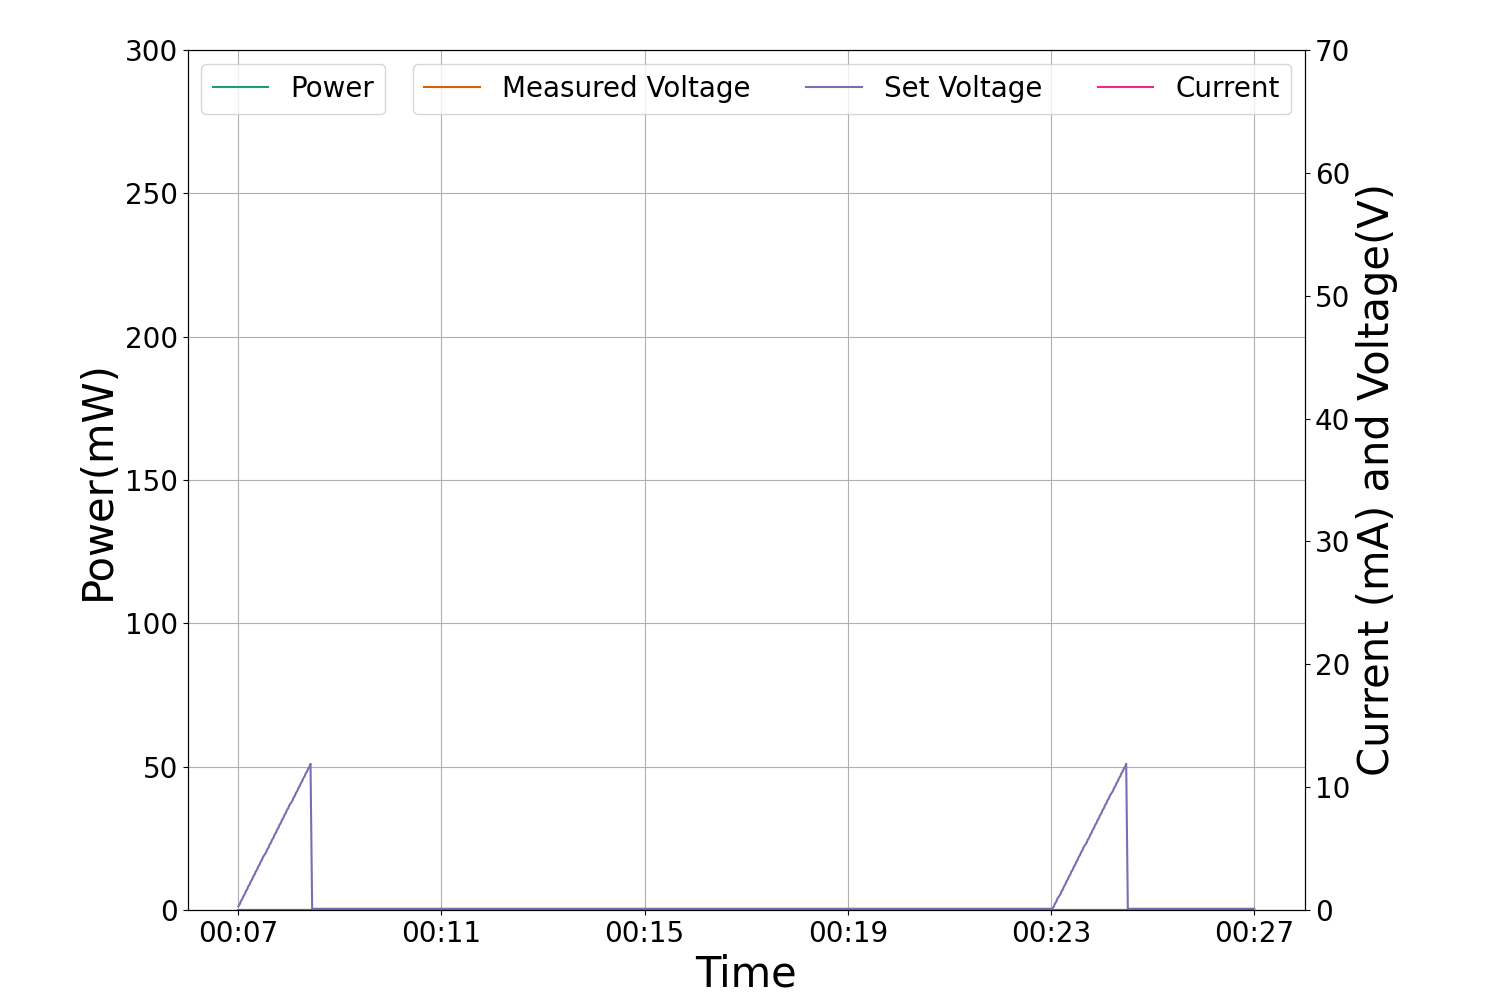 Power
Measured Voltage
Set Voltage
Current
300
250
200
150
100
50
0
Power(mW)
70
60
50
40
30
20
10
0
Current (mA) and Voltage(V)
00:07 00:11 00:15 00:19 00:23 00:27
Time